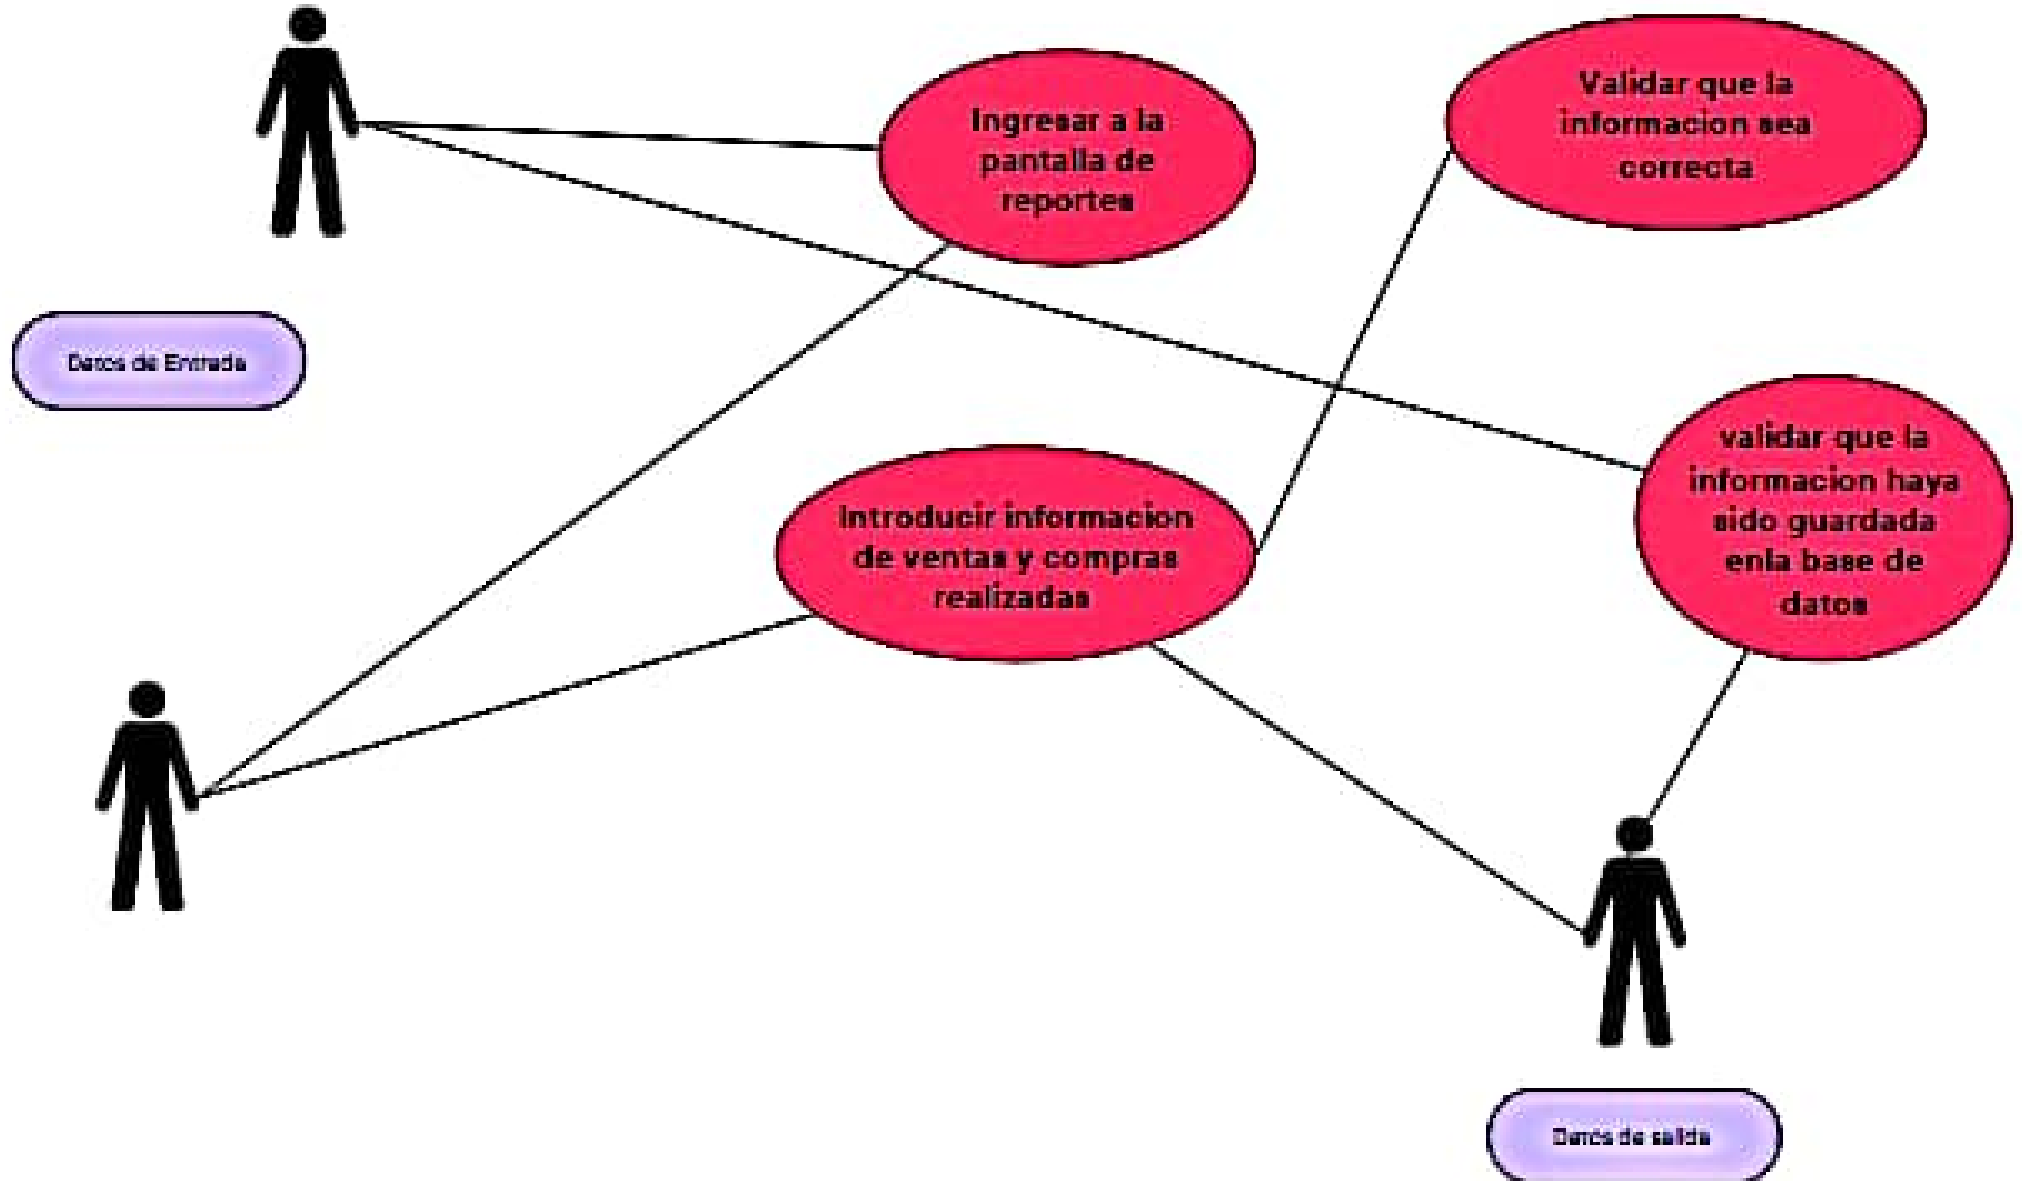 Ingresar a la
pantalla de
reportes
Validar que la
informacion sea
correcta
Datos de Entrada
Introducir informacion
de ventas y compras
realizadas
validar que la
informacion haya
sido guardada
enla base de
datos
Datos de salida